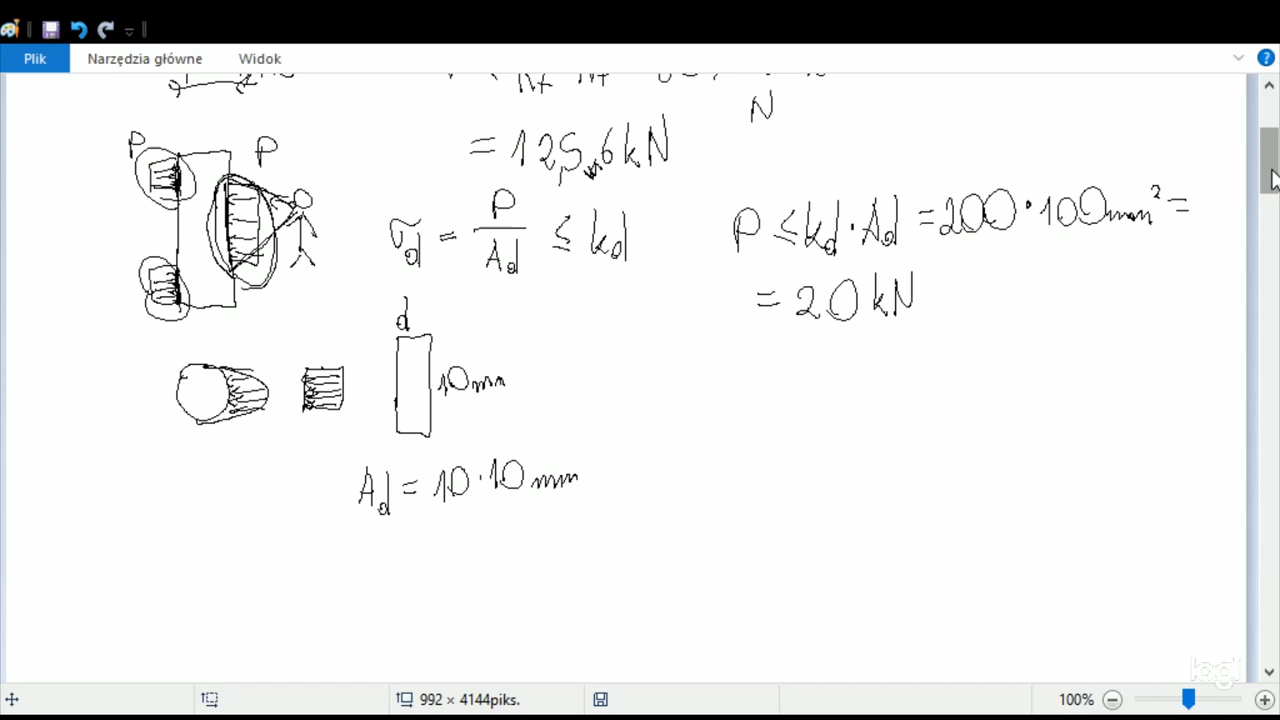 Plik Narzędzia główne Widok
N
= 125,6 kN
P P
σd = P/Ad ≤ kd
P ≤ kd · Ad = 200 · 100 mm² =
= 20 kN
d
10 mm
Ad = 10 · 10 mm
logi
992 × 4144piks. 100%